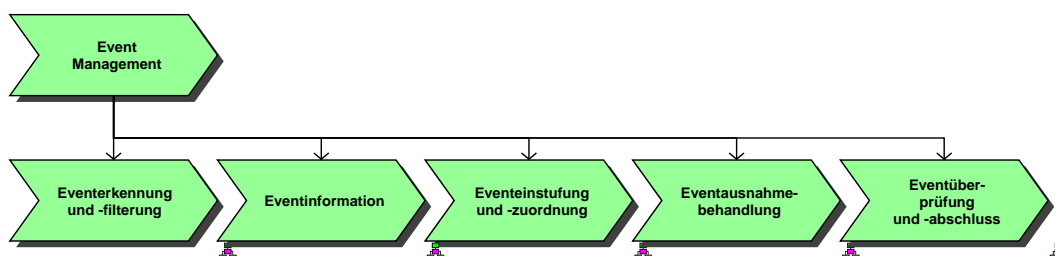 Event
Management
Eventerkennung
und -filterung
Eventinformation
Eventeinstufung
und -zuordnung
Eventausnahme-
behandlung
Eventüber-
prüfung
und -abschluss